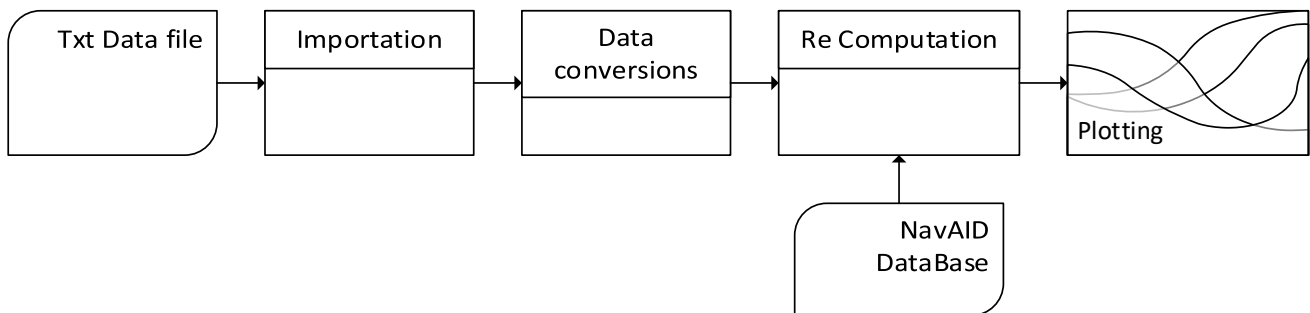 Txt Data file
Importation
Data
conversions
Re Computation
Plotting
NavAID
DataBase